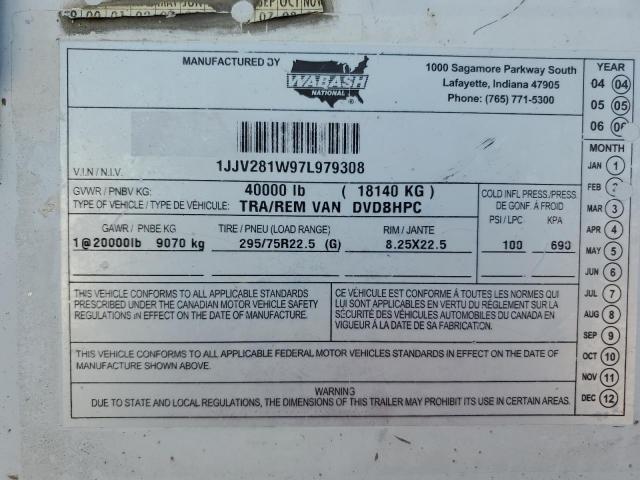 MAY JUN
SEP OCT NOV
MANUFACTURED BY
WABASH
NATIONAL®
1000 Sagamore Parkway South
Lafayette, Indiana 47905
Phone: (765) 771-5300
V.I.N / N.I.V.
1JJV281W97L979308
GVWR / PNBV KG: 40000 lb ( 18140 KG )
TYPE OF VEHICLE / TYPE DE VÉHICULE: TRA/REM VAN DVDBHPC
COLD INFL PRESS./PRESS.
DE GONF. À FROID
PSI / LPC KPA
GAWR / PNBE KG TIRE / PNEU (LOAD RANGE) RIM / JANTE
1@20000lb 9070 kg 295/75R22.5 (G) 8.25X22.5 100 690
THIS VEHICLE CONFORMS TO ALL APPLICABLE STANDARDS
PRESCRIBED UNDER THE CANADIAN MOTOR VEHICLE SAFETY
REGULATIONS IN EFFECT ON THE DATE OF MANUFACTURE.
CE VÉHICULE EST CONFORME À TOUTES LES NORMES QUI
LUI SONT APPLICABLES EN VERTU DU RÈGLEMENT SUR LA
SÉCURITÉ DES VÉHICULES AUTOMOBILES DU CANADA EN
VIGUEUR À LA DATE DE SA FABRICATION.
THIS VEHICLE CONFORMS TO ALL APPLICABLE FEDERAL MOTOR VEHICLES STANDARDS IN EFFECT ON THE DATE OF
MANUFACTURE SHOWN ABOVE.
WARNING
DUE TO STATE AND LOCAL REGULATIONS, THE DIMENSIONS OF THIS TRAILER MAY PROHIBIT ITS USE IN CERTAIN AREAS.
YEAR
04 04
05 05
06 06
MONTH
JAN 1
FEB 2
MAR 3
APR 4
MAY 5
JUN 6
JUL 7
AUG 8
SEP 9
OCT 10
NOV 11
DEC 12